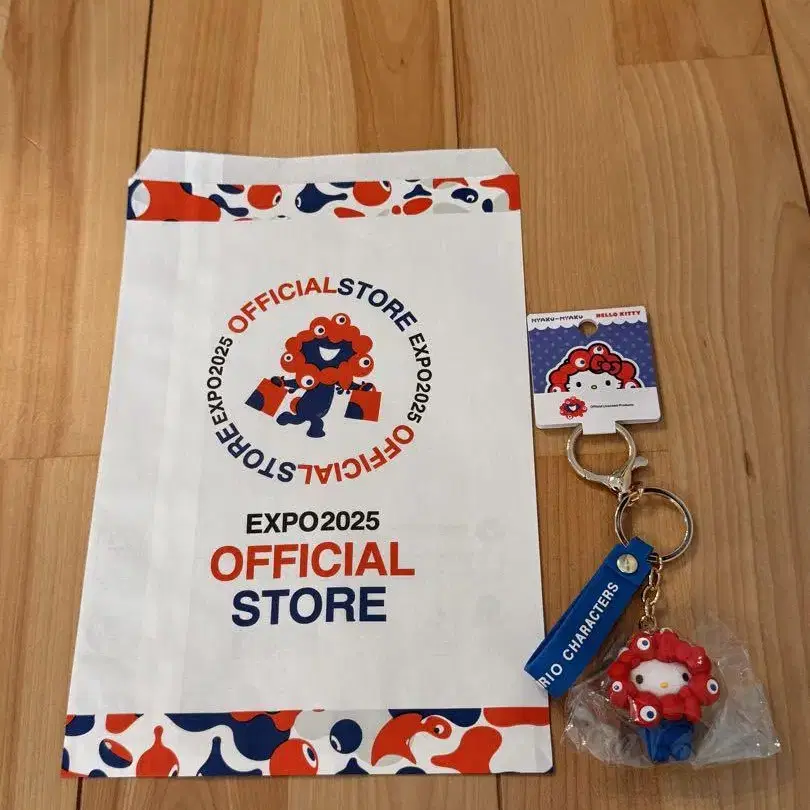 OFFICIALSTORE EXPO2025 OFFICIALSTORE EXPO2025
EXPO2025
OFFICIAL
STORE
MYAKU-MYAKU
HELLO KITTY
Official Licensed Products
RIO CHARACTERS